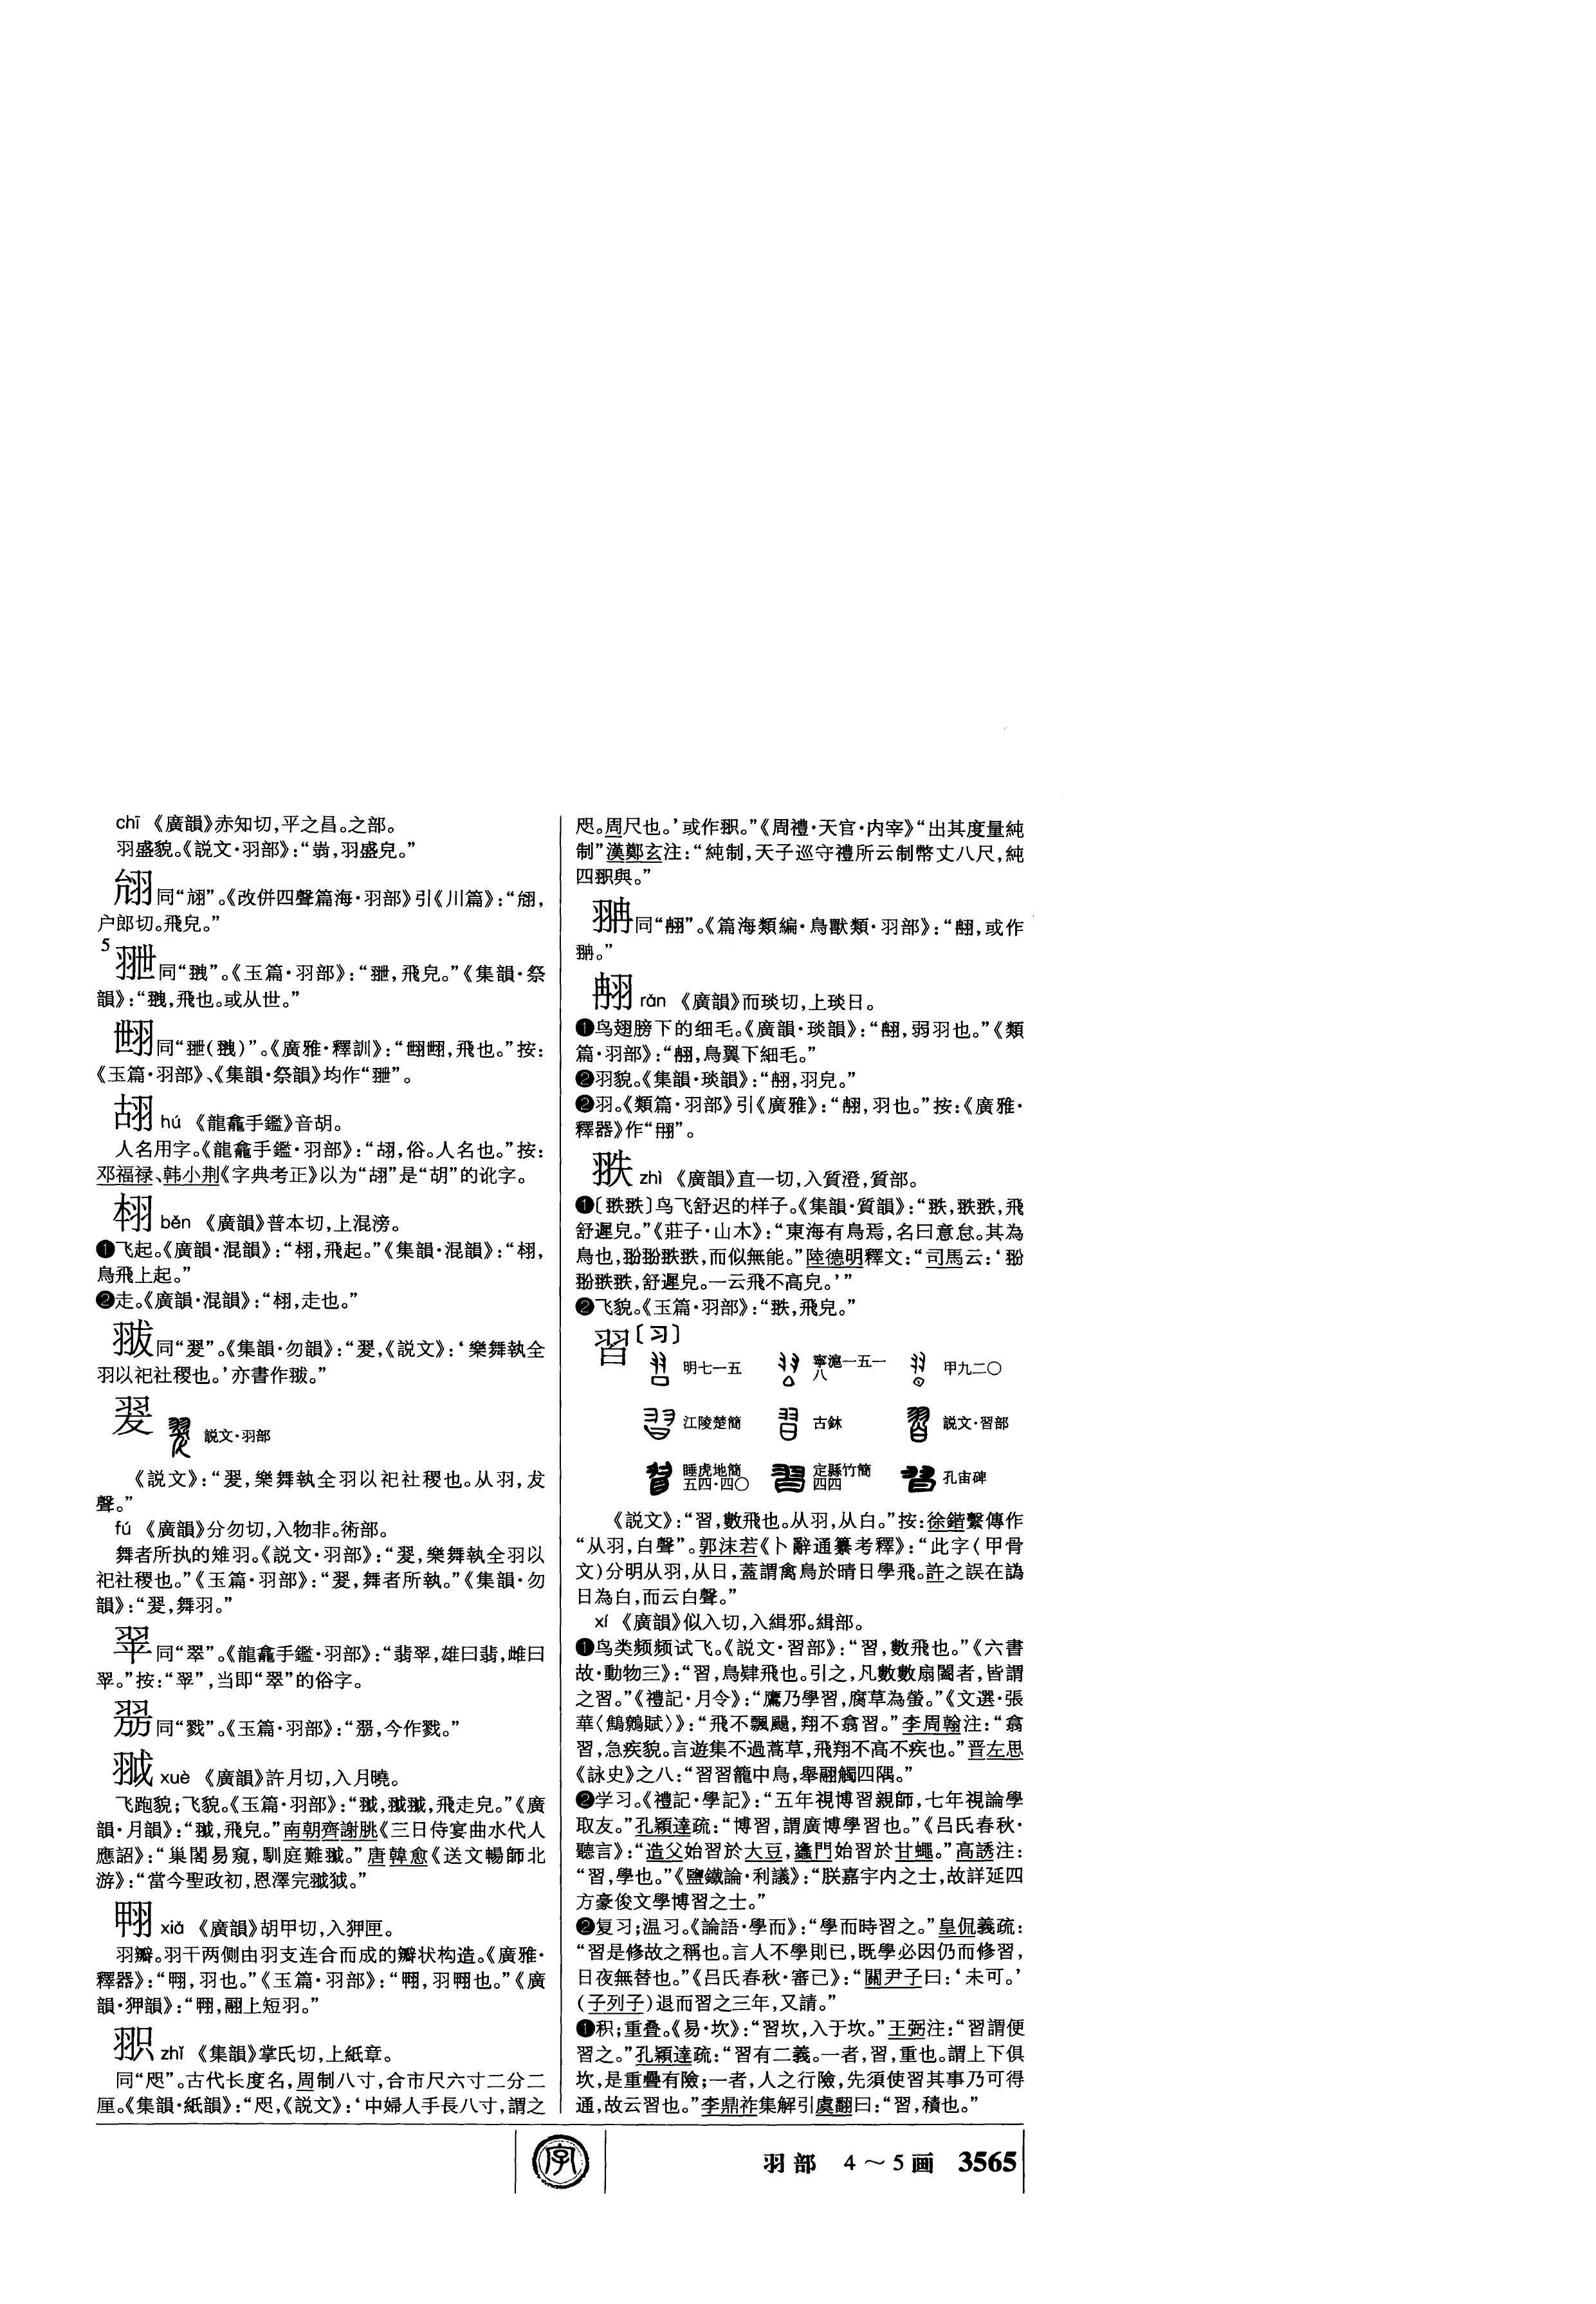 chī 《廣韻》赤知切,平之昌。之部。
羽盛貌。《説文·羽部》:“翄,羽盛皃。”
同“翃”。《改併四聲篇海·羽部》引《川篇》:“
户郎切。飛皃。”
5
同“”。《玉篇·羽部》:“,飛皃。”《集韻·祭
韻》:“,飛也。或从世。”
同“()”。《廣雅·釋訓》:“,飛也。”按:
《玉篇·羽部》、《集韻·祭韻》均作“”。
hú 《龍龕手鑑》音胡。
人名用字。《龍龕手鑑·羽部》:“,俗。人名也。”按:
邓福禄、韩小荆《字典考正》以为“”是“胡”的讹字。
翉 běn 《廣韻》普本切,上混滂。
❶飞起。《廣韻·混韻》:“翉,飛起。”《集韻·混韻》:“翉,
鳥飛上起。”
❷走。《廣韻·混韻》:“翉,走也。”
同“翇”。《集韻·勿韻》:“翇,《説文》:‘樂舞執全
羽以祀社稷也。’亦書作。”
翇 説文·羽部
《説文》:“翇,樂舞執全羽以祀社稷也。从羽,犮
聲。”
fú 《廣韻》分勿切,入物非。術部。
舞者所执的雉羽。《説文·羽部》:“翇,樂舞執全羽以
祀社稷也。”《玉篇·羽部》:“翇,舞者所執。”《集韻·勿
韻》:“翇,舞羽。”
同“翠”。《龍龕手鑑·羽部》:“翡,雄曰翡,雌曰
。”按:“”,当即“翠”的俗字。
同“戮”。《玉篇·羽部》:“,今作戮。”
翐 xuè 《廣韻》許月切,入月曉。
飞跑貌;飞貌。《玉篇·羽部》:“,飛走皃。”《廣
韻·月韻》:“,飛皃。”南朝齊謝朓《三日侍宴曲水代人
應詔》:“巢閣易窺,馴庭難。”唐韓愈《送文暢師北
游》:“當今聖政初,恩澤完狘。”
翈 xiá 《廣韻》胡甲切,入狎匣。
羽瓣。羽干两侧由羽支连合而成的瓣状构造。《廣雅·
釋器》:“翈,羽也。”《玉篇·羽部》:“翈,羽翈也。”《廣
韻·狎韻》:“翈,翮上短羽。”
zhǐ 《集韻》掌氏切,上紙章。
同“咫”。古代长度名,周制八寸,合市尺六寸二分二
厘。《集韻·紙韻》:“咫,《説文》:‘中婦人手長八寸,謂之
咫。周尺也。’或作。”《周禮·天官·内宰》“出其度量純
制”漢鄭玄注:“純制,天子巡守禮所云制幣丈八尺,純
四與。”
同“”。《篇海類編·鳥獸類·羽部》:“,或作
。”
rǎn 《廣韻》而琰切,上琰日。
❶鸟翅膀下的细毛。《廣韻·琰韻》:“,弱羽也。”《類
篇·羽部》:“,鳥翼下細毛。”
❷羽貌。《集韻·琰韻》:“,羽皃。”
❷羽。《類篇·羽部》引《廣雅》:“,羽也。”按:《廣雅·
釋器》作“”。
翐 zhì 《廣韻》直一切,入質澄,質部。
❶〔翐翐〕鸟飞舒迟的样子。《集韻·質韻》:“翐,翐翐,飛
舒遲皃。”《莊子·山木》:“東海有鳥焉,名曰意怠。其為
鳥也,翂翂翐翐,而似無能。”陸德明釋文:“司馬云:‘翂
翂翐翐,舒遲皃。一云飛不高皃。’”
❷飞貌。《玉篇·羽部》:“翐,飛皃。”
習〔习〕
明七一五 寧滬一五一八 甲九二〇
江陵楚簡 古鉢 説文·習部
睡虎地簡五四·四〇 定縣竹簡四四 孔宙碑
《説文》:“習,數飛也。从羽,从白。”按:徐鍇繫傳作
“从羽,白聲”。郭沫若《卜辭通纂考釋》:“此字(甲骨
文)分明从羽,从日,蓋謂禽鳥於晴日學飛。許之誤在譌
日為白,而云白聲。”
xí 《廣韻》似入切,入緝邪。緝部。
❶鸟类频频试飞。《説文·習部》:“習,數飛也。”《六書
故·動物三》:“習,鳥肄飛也。引之,凡數數扇闔者,皆謂
之習。”《禮記·月令》:“鷹乃學習,腐草為螢。”《文選·張
華〈鷦鷯賦〉》:“飛不飄颺,翔不翕習。”李周翰注:“翕
習,急疾貌。言遊集不過蒿草,飛翔不高不疾也。”晋左思
《詠史》之八:“習習籠中鳥,舉翮觸四隅。”
❷学习。《禮記·學記》:“五年視博習親師,七年視論學
取友。”孔穎達疏:“博習,謂廣博學習也。”《吕氏春秋·
聽言》:“造父始習於大豆,蠭門始習於甘蠅。”高誘注:
“習,學也。”《鹽鐵論·利議》:“朕嘉宇内之士,故詳延四
方豪俊文學博習之士。”
❷复习;温习。《論語·學而》:“學而時習之。”皇侃義疏:
“習是修故之稱也。言人不學則已,既學必因仍而修習,
日夜無替也。”《吕氏春秋·審己》:“關尹子曰:‘未可。’
(子列子)退而習之三年,又請。”
❶积;重叠。《易·坎》:“習坎,入于坎。”王弼注:“習謂便
習之。”孔穎達疏:“習有二義。一者,習,重也。謂上下俱
坎,是重疊有險;一者,人之行險,先須使習其事乃可得
通,故云習也。”李鼎祚集解引虞翻曰:“習,積也。”
字
羽部 4～5画 3565